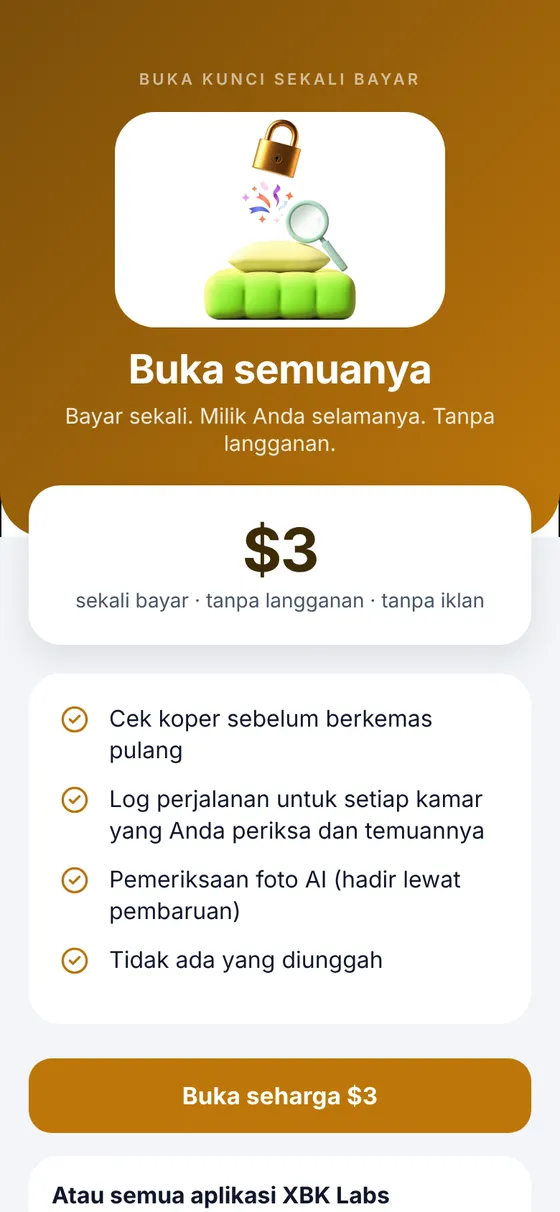 BUKA KUNCI SEKALI BAYAR
Buka semuanya
Bayar sekali. Milik Anda selamanya. Tanpa
langganan.
$3
sekali bayar · tanpa langganan · tanpa iklan
Cek koper sebelum berkemas
pulang
Log perjalanan untuk setiap kamar
yang Anda periksa dan temuannya
Pemeriksaan foto AI (hadir lewat
pembaruan)
Tidak ada yang diunggah
Buka seharga $3
Atau semua aplikasi XBK Labs